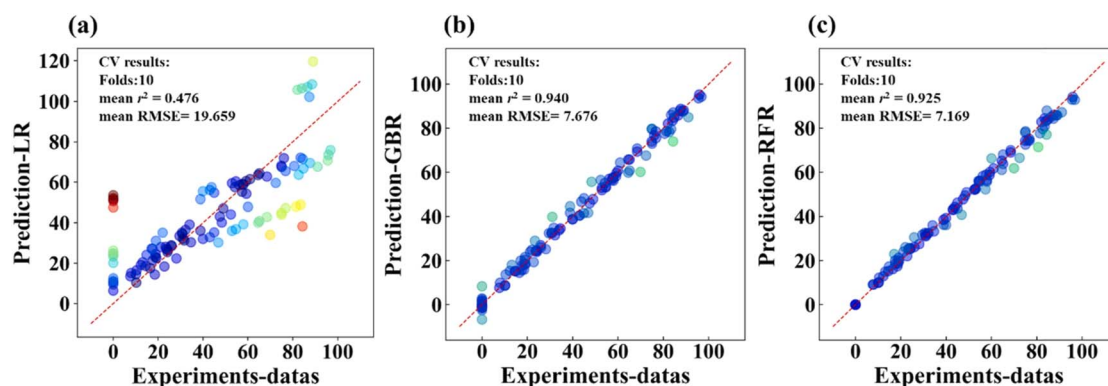 (a)
CV results:
Folds:10
mean r² = 0.476
mean RMSE= 19.659
Prediction-LR
120
100
80
60
40
20
0
0 20 40 60 80 100
Experiments-datas
(b)
CV results:
Folds:10
mean r² = 0.940
mean RMSE= 7.676
Prediction-GBR
100
80
60
40
20
0
0 20 40 60 80 100
Experiments-datas
(c)
CV results:
Folds:10
mean r² = 0.925
mean RMSE= 7.169
Prediction-RFR
100
80
60
40
20
0
0 20 40 60 80 100
Experiments-datas